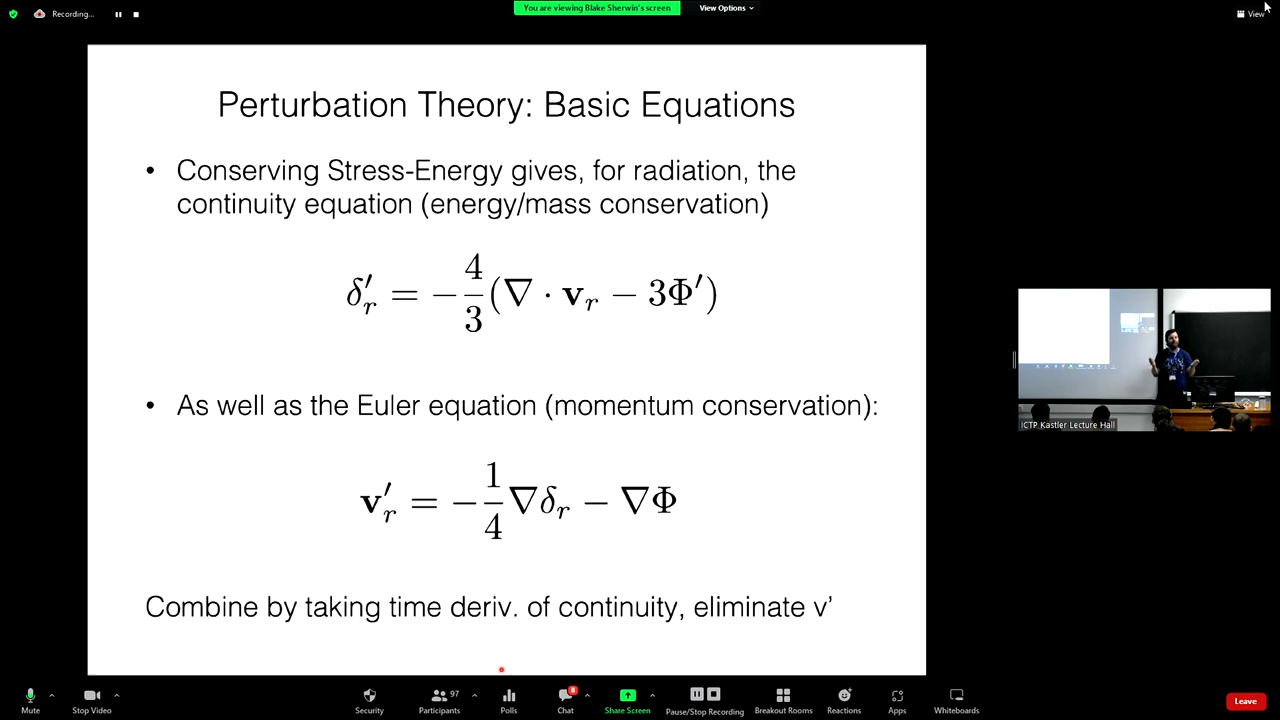 Recording...
You are viewing Blake Sherwin's screen
View Options
View
Perturbation Theory: Basic Equations
• Conserving Stress-Energy gives, for radiation, the
continuity equation (energy/mass conservation)
δ′_r = −4/3(∇ · v_r − 3Φ′)
• As well as the Euler equation (momentum conservation):
v′_r = −1/4∇δ_r − ∇Φ
Combine by taking time deriv. of continuity, eliminate v’
ICTP Kastler Lecture Hall
Mute
Stop Video
Security
97
Participants
Polls
8
Chat
Share Screen
Pause/Stop Recording
Breakout Rooms
Reactions
Apps
Whiteboards
Leave